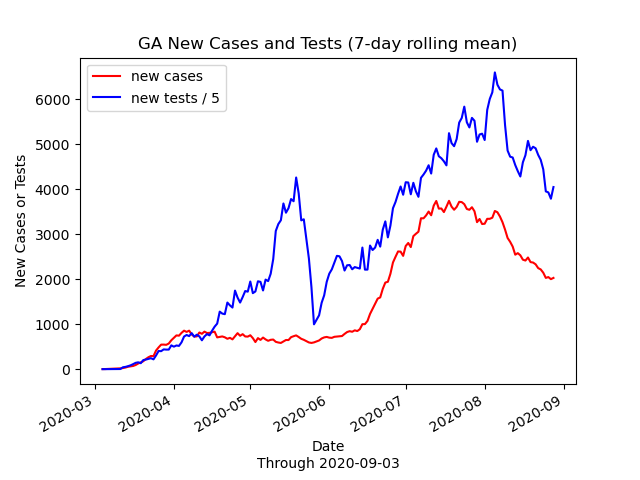 GA New Cases and Tests (7-day rolling mean)
new cases
new tests / 5
New Cases or Tests
6000
5000
4000
3000
2000
1000
0
2020-03
2020-04
2020-05
2020-06
2020-07
2020-08
2020-09
Date
Through 2020-09-03